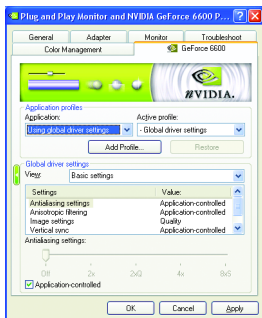 Plug and Play Monitor and NVIDIA GeForce 6600 P...
General Adapter Monitor Troubleshoot
Color Management GeForce 6600
NVIDIA.
Application profiles
Application: Active profile:
Using global driver settings - Global driver settings
Add Profile... Restore
Global driver settings
View: Basic settings
Settings Value:
Antialiasing settings Application-controlled
Anisotropic filtering Application-controlled
Image settings Quality
Vertical sync Application-controlled
Antialiasing settings:
Off 2x 2xQ 4x 8xS
Application-controlled
OK Cancel Apply